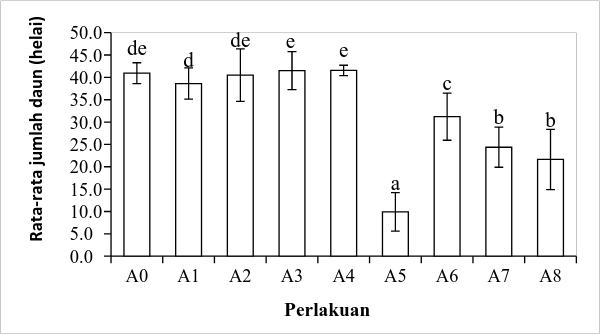 Rata-rata jumlah daun (helai)
50.0
45.0
40.0
35.0
30.0
25.0
20.0
15.0
10.0
5.0
0.0
de
d
de
e
e
a
c
b
b
A0 A1 A2 A3 A4 A5 A6 A7 A8
Perlakuan